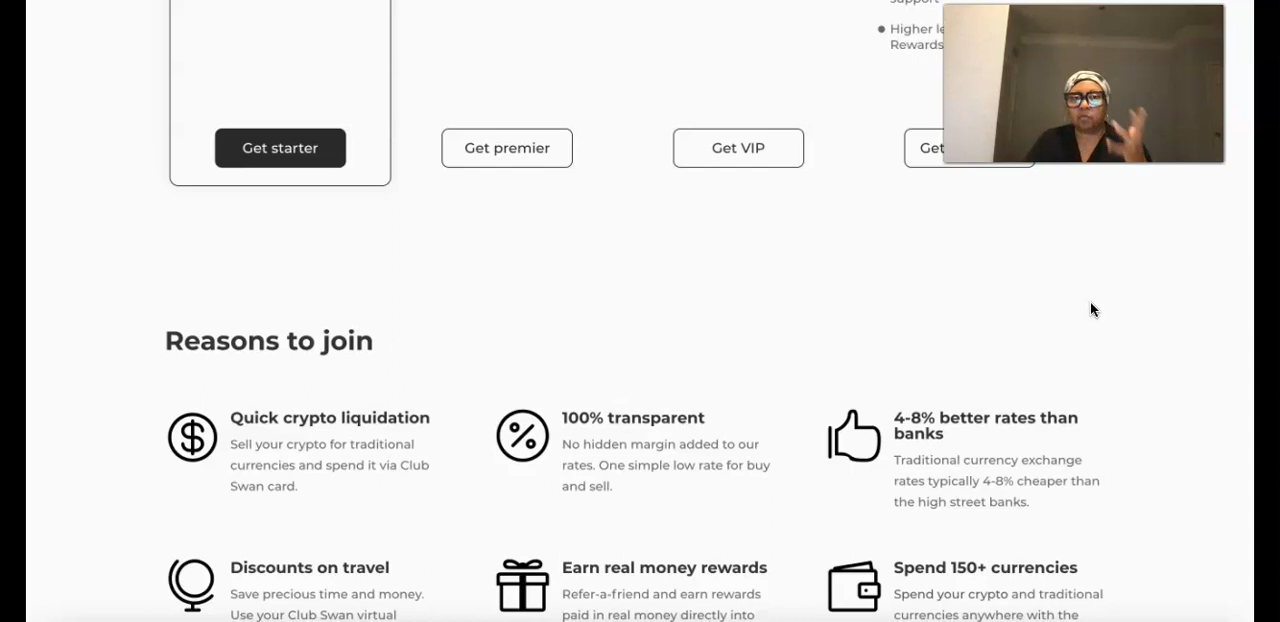 support
Higher le
Rewards
Get starter
Get premier
Get VIP
Get
Reasons to join
Quick crypto liquidation
Sell your crypto for traditional
currencies and spend it via Club
Swan card.
100% transparent
No hidden margin added to our
rates. One simple low rate for buy
and sell.
4-8% better rates than
banks
Traditional currency exchange
rates typically 4-8% cheaper than
the high street banks.
Discounts on travel
Save precious time and money.
Use your Club Swan virtual
Earn real money rewards
Refer-a-friend and earn rewards
paid in real money directly into
Spend 150+ currencies
Spend your crypto and traditional
currencies anywhere with the